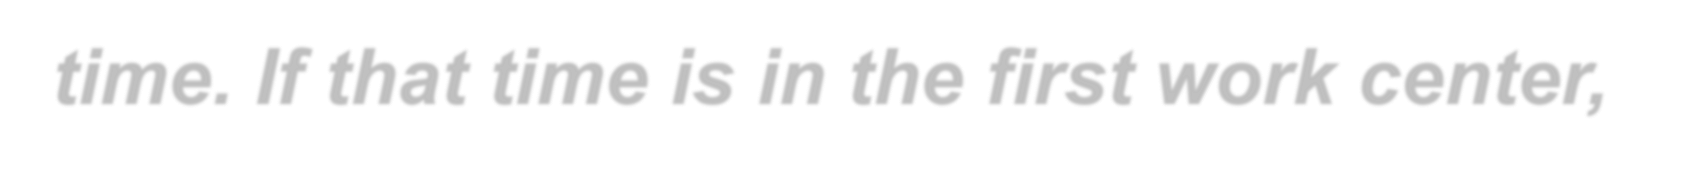 time. If that time is in the first work center,